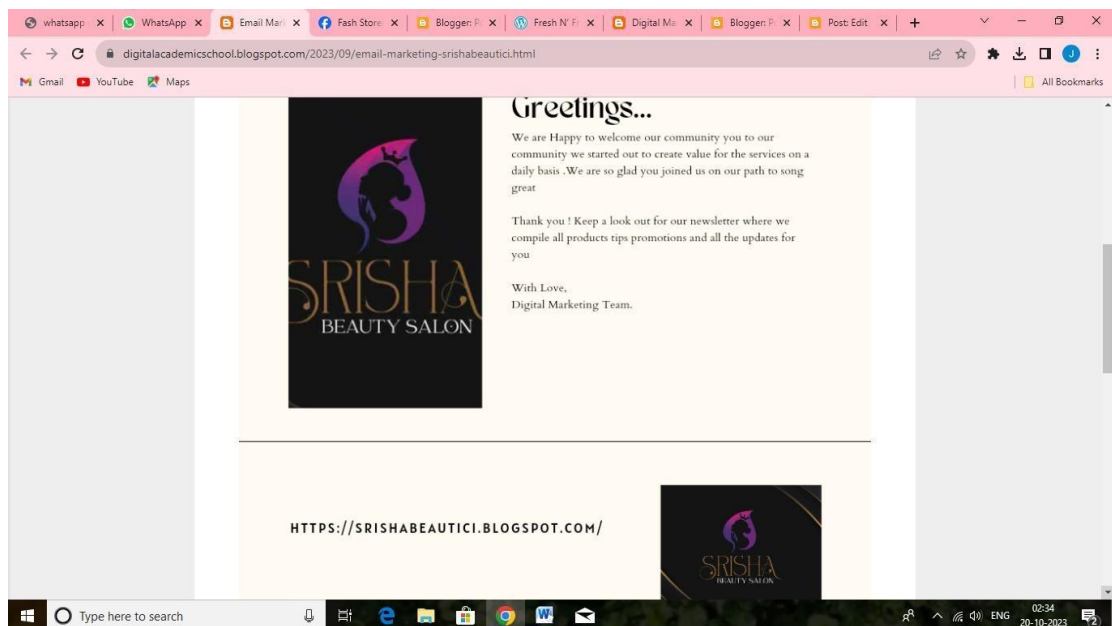 whatsapp
WhatsApp
Email Mark
Fash Store
Blogger: P
Fresh N' Fr
Digital Ma
Blogger: P
Post: Edit
digitalacademicschool.blogspot.com/2023/09/email-marketing-srishabeautici.html
Gmail
YouTube
Maps
All Bookmarks
Greetings...
We are Happy to welcome our community you to our
community we started out to create value for the services on a
daily basis .We are so glad you joined us on our path to song
great
Thank you ! Keep a look out for our newsletter where we
compile all products tips promotions and all the updates for
you
With Love,
Digital Marketing Team.
SRISHA
BEAUTY SALON
HTTPS://SRISHABEAUTICI.BLOGSPOT.COM/
SRISHA
BEAUTY SALON
Type here to search
ENG
02:34
20-10-2023